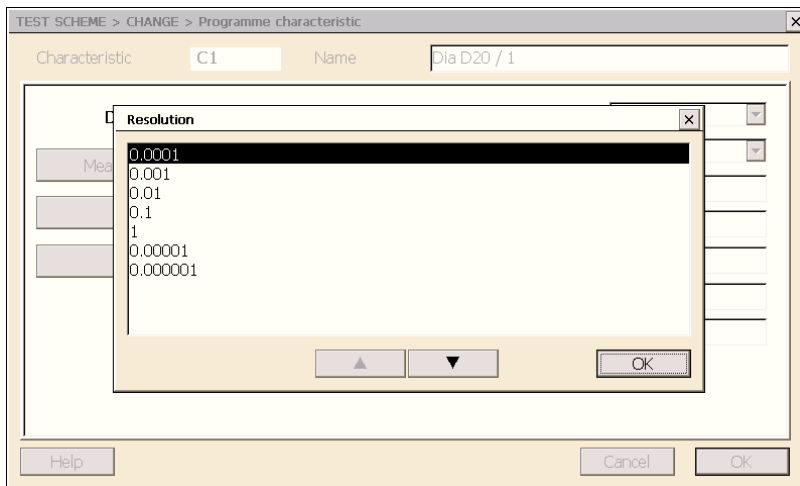 TEST SCHEME > CHANGE > Programme characteristic
Characteristic C1 Name Dia D20 / 1
Resolution
0.0001
0.001
0.01
0.1
1
0.00001
0.000001
OK
Help Cancel OK